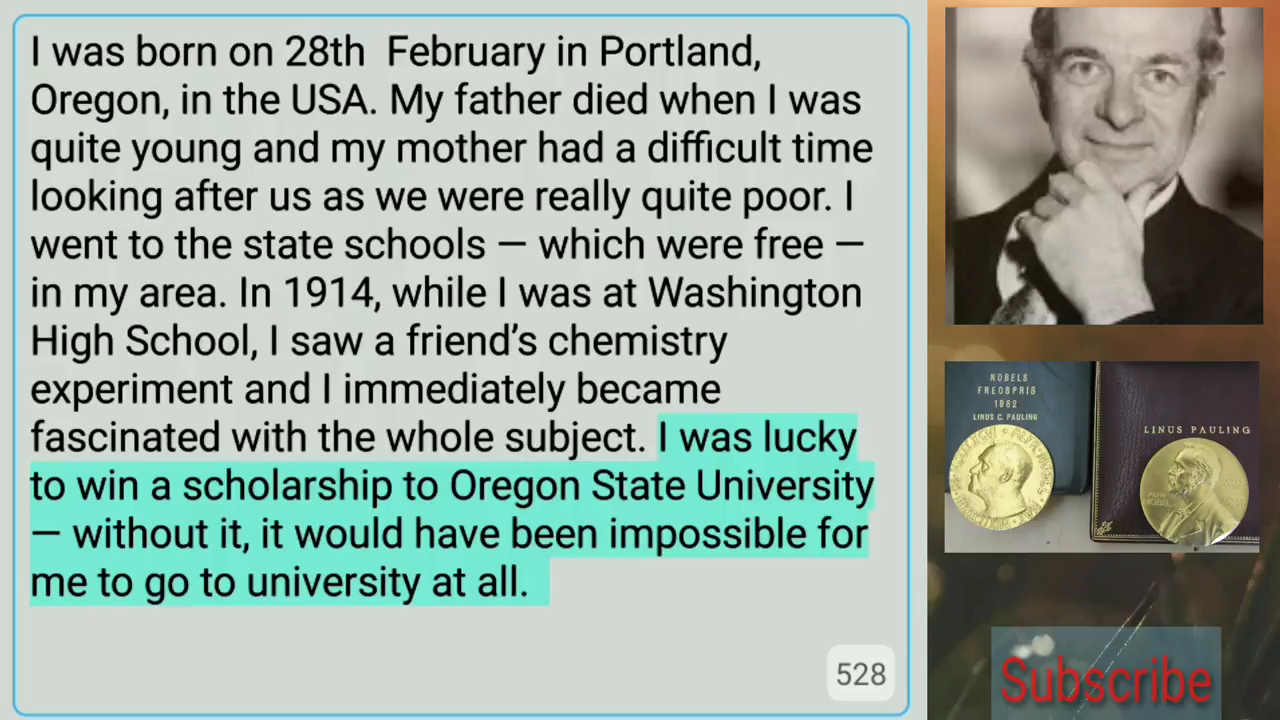 I was born on 28th February in Portland,
Oregon, in the USA. My father died when I was
quite young and my mother had a difficult time
looking after us as we were really quite poor. I
went to the state schools – which were free –
in my area. In 1914, while I was at Washington
High School, I saw a friend's chemistry
experiment and I immediately became
fascinated with the whole subject. I was lucky
to win a scholarship to Oregon State University
– without it, it would have been impossible for
me to go to university at all.
528
NOBELS
FREDSPRIS
1962
LINUS C. PAULING
LINUS PAULING
Subscribe